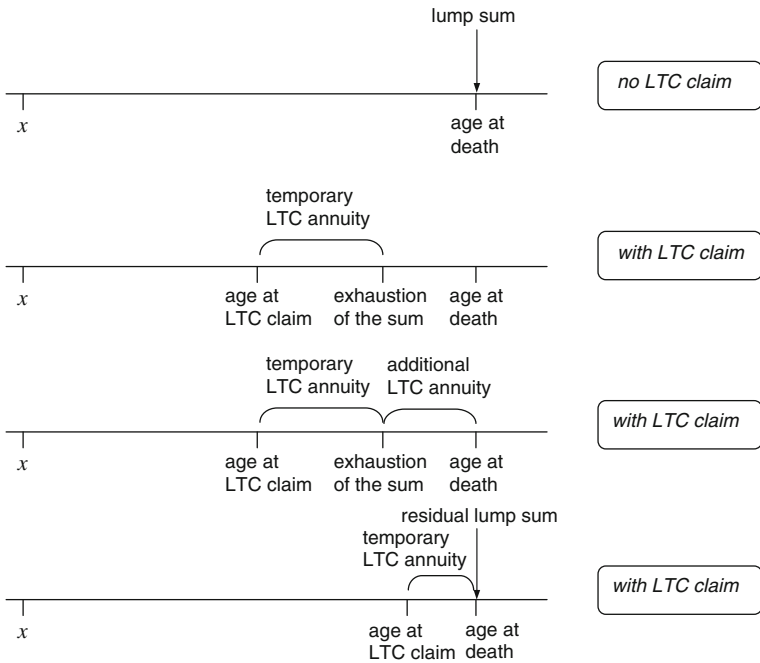 lump sum
no LTC claim
x
age at
death
temporary
LTC annuity
with LTC claim
x
age at
LTC claim
exhaustion
of the sum
age at
death
temporary
LTC annuity
additional
LTC annuity
with LTC claim
x
age at
LTC claim
exhaustion
of the sum
age at
death
residual lump sum
temporary
LTC annuity
with LTC claim
x
age at
LTC claim
age at
death